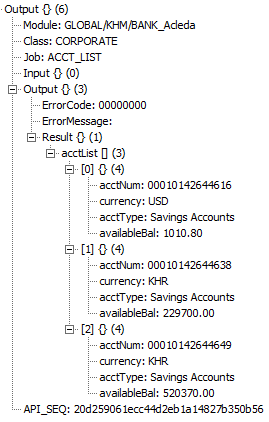 Output {} (6)
Module: GLOBAL/KHM/BANK_Acleda
Class: CORPORATE
Job: ACCT_LIST
Input {} (0)
Output {} (3)
ErrorCode: 00000000
ErrorMessage:
Result {} (1)
acctList [] (3)
[0] {} (4)
acctNum: 00010142644616
currency: USD
acctType: Savings Accounts
availableBal: 1010.80
[1] {} (4)
acctNum: 00010142644638
currency: KHR
acctType: Savings Accounts
availableBal: 229700.00
[2] {} (4)
acctNum: 00010142644649
currency: KHR
acctType: Savings Accounts
availableBal: 520370.00
API_SEQ: 20d259061ecc44d2eb1a14827b350b56